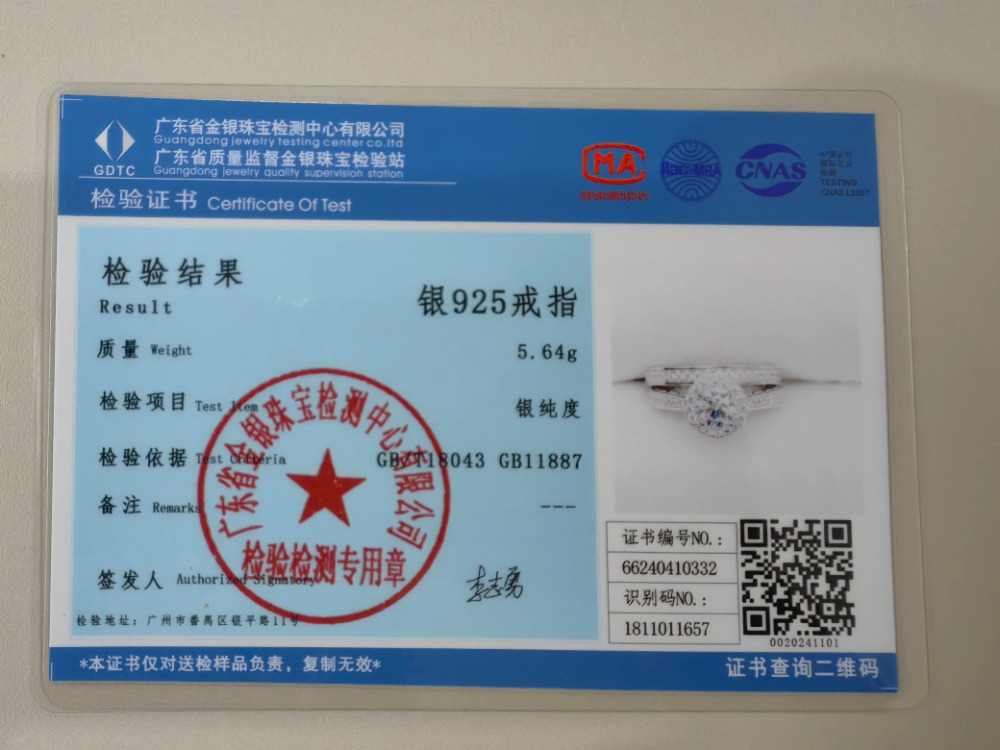 广东省金银珠宝检测中心有限公司
Guangdong jewelry testing center co.ltd
广东省质量监督金银珠宝检验站
Guangdong jewelry quality supervision station
GDTC
检验证书 Certificate Of Test
MA
ilac-MRA
CNAS
TESTING
检验结果
Result
银925戒指
质量 Weight 5.64g
检验项目 Test Item 银纯度
检验依据 Test Criteria GB/T18043 GB11887
备注 Remarks ---
签发人 Authorized Signatory 李志勇
广东省金银珠宝检测中心有限公司
检验检测专用章
检验地址：广州市番禺区银平路11号
证书编号NO.：
66240410332
识别码NO.：
1811011657
0020241101
*本证书仅对送检样品负责，复制无效*
证书查询二维码